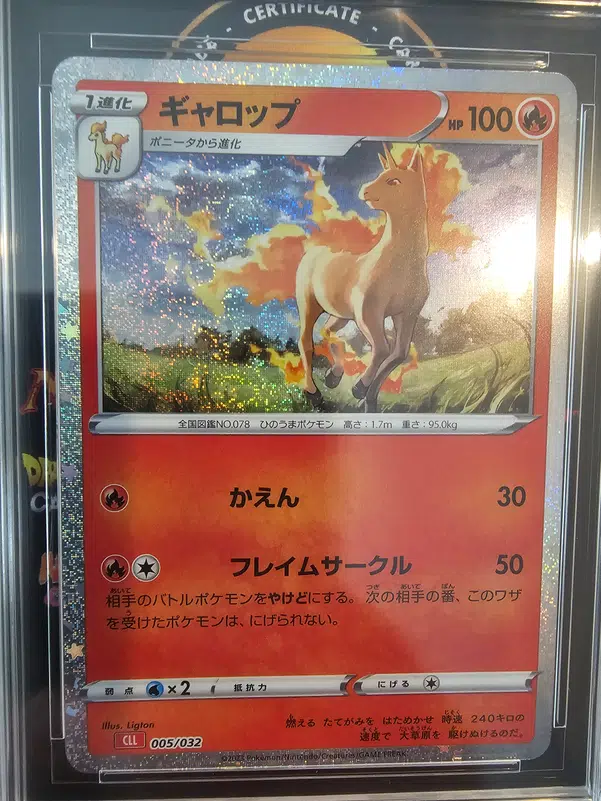 CERTIFICATE
1進化
ギャロップ
HP 100
ポニータから進化
全国図鑑NO.078 ひのうまポケモン 高さ:1.7m 重さ:95.0kg
かえん 30
フレイムサークル 50
相手のバトルポケモンをやけどにする。次の相手の番、このワザ
を受けたポケモンは、にげられない。
弱点 ×2 抵抗力 にげる
Illus. Ligton
燃える たてがみを はためかせ 時速 240キロの
速度で 大草原を 駆けぬけるのだ。
CLL 005/032
©2023 Pokémon/Nintendo/Creatures/GAME FREAK.